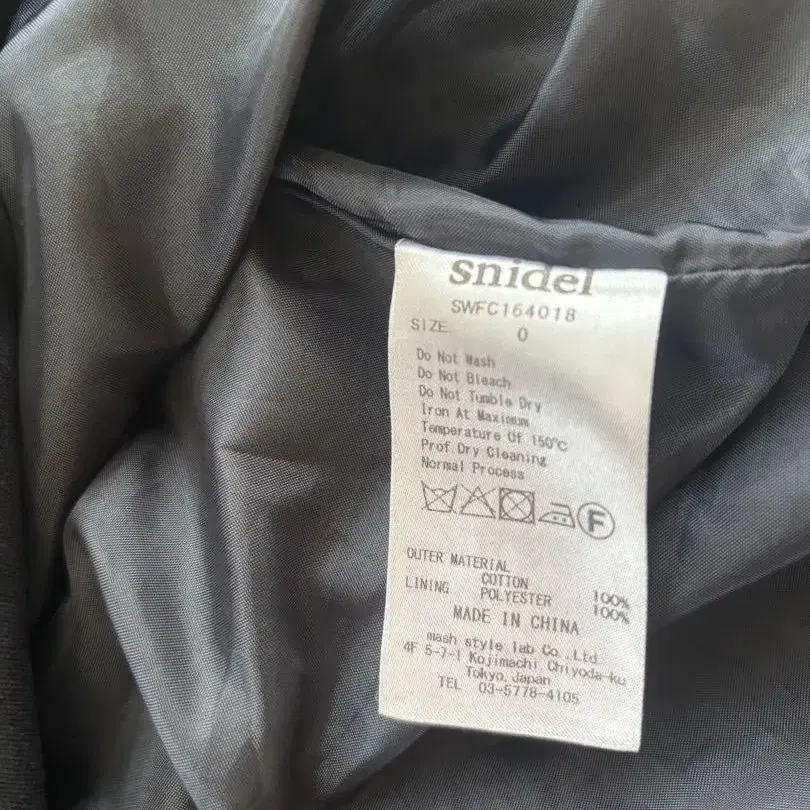 snidel
SWFC164018
SIZE 0
Do Not Wash
Do Not Bleach
Do Not Tumble Dry
Iron At Maximum
Temperature Of 150℃
Prof Dry Cleaning
Normal Process
F
OUTER MATERIAL
COTTON 100%
LINING POLYESTER 100%
MADE IN CHINA
mash style lab Co.,Ltd
4F 5-7-1 Kojimachi Chiyoda-ku
Tokyo,Japan
TEL 03-5778-4105